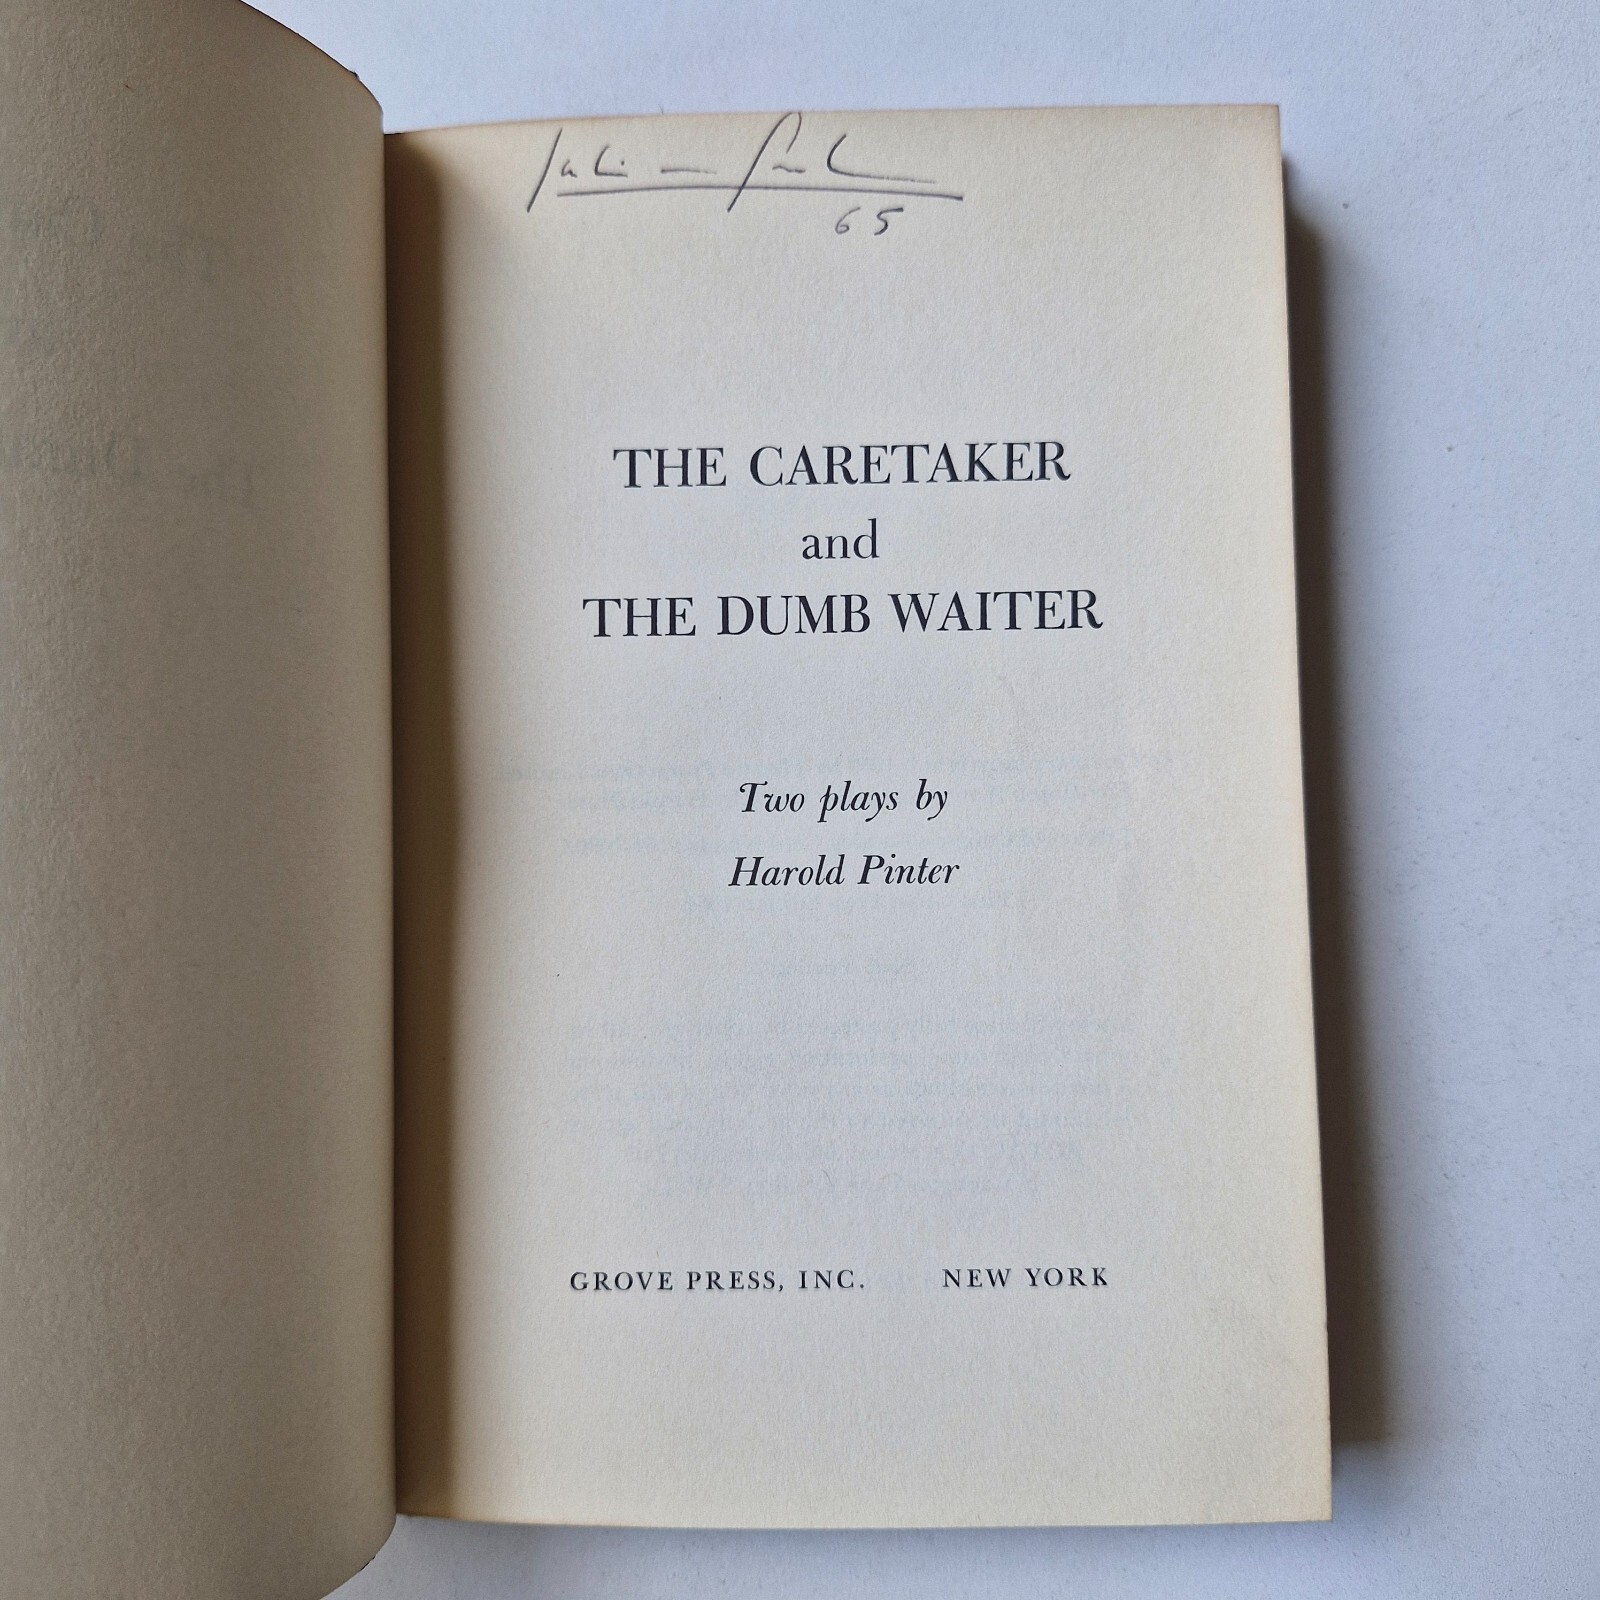 65
THE CARETAKER
and
THE DUMB WAITER
Two plays by
Harold Pinter
GROVE PRESS, INC. NEW YORK